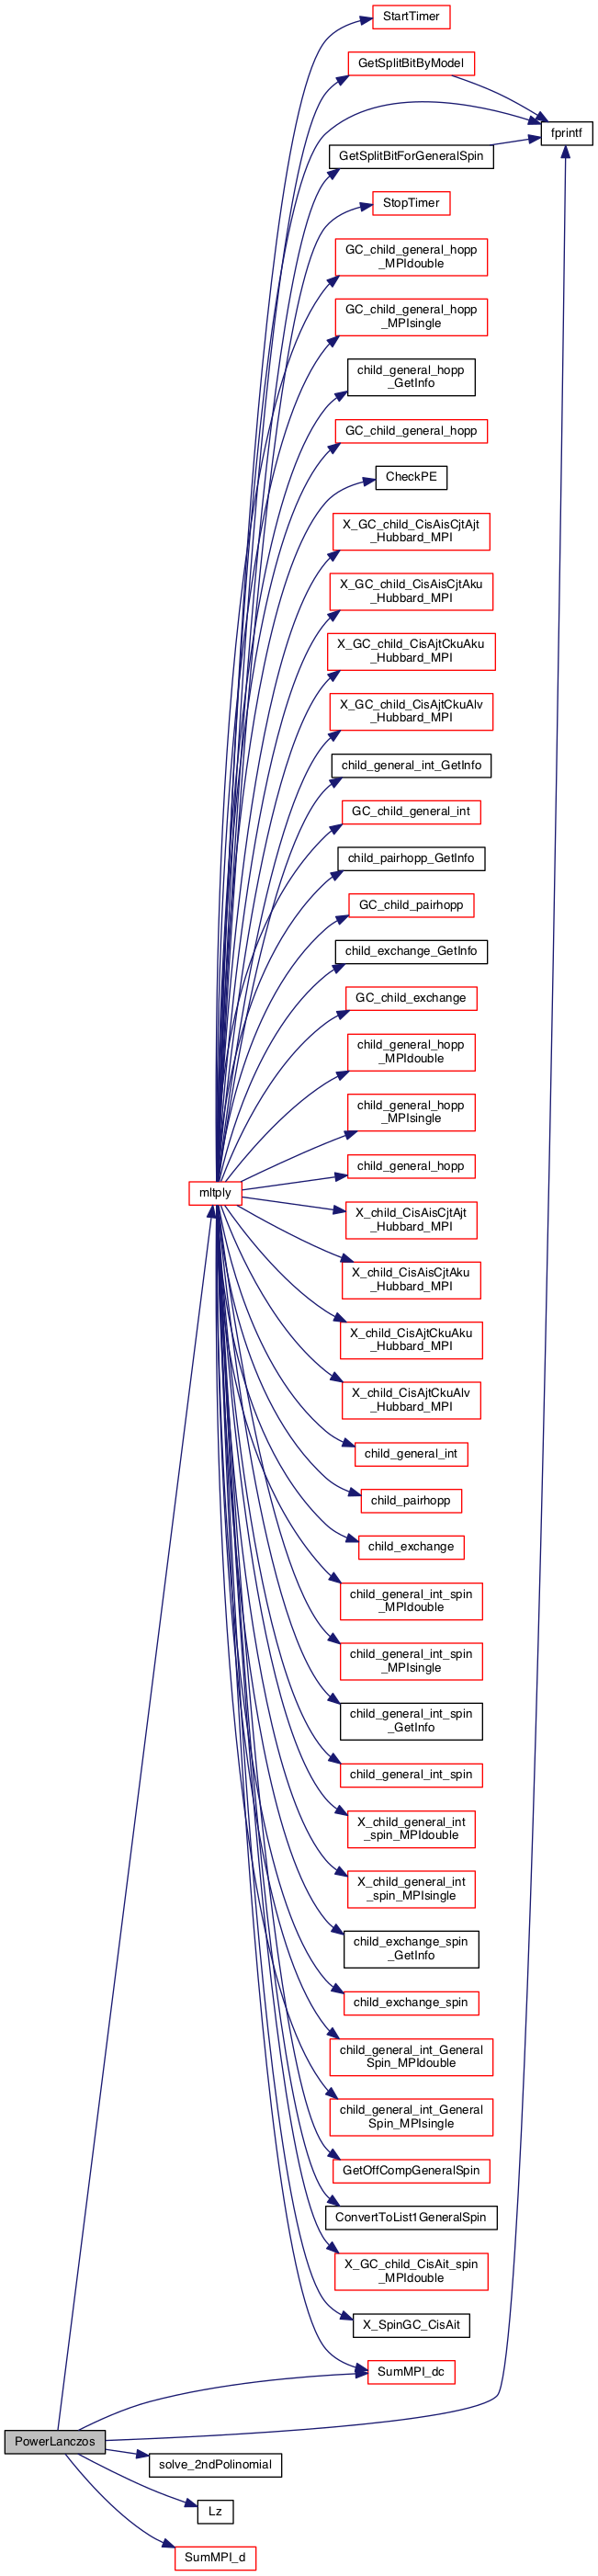 StartTimer
GetSplitBitByModel
fprintf
GetSplitBitForGeneralSpin
StopTimer
GC_child_general_hopp
_MPIdouble
GC_child_general_hopp
_MPIsingle
child_general_hopp
_GetInfo
GC_child_general_hopp
CheckPE
X_GC_child_CisAisCjtAjt
_Hubbard_MPI
X_GC_child_CisAisCjtAku
_Hubbard_MPI
X_GC_child_CisAjtCkuAku
_Hubbard_MPI
X_GC_child_CisAjtCkuAlv
_Hubbard_MPI
child_general_int_GetInfo
GC_child_general_int
child_pairhopp_GetInfo
GC_child_pairhopp
child_exchange_GetInfo
GC_child_exchange
child_general_hopp
_MPIdouble
child_general_hopp
_MPIsingle
child_general_hopp
mltply
X_child_CisAisCjtAjt
_Hubbard_MPI
X_child_CisAisCjtAku
_Hubbard_MPI
X_child_CisAjtCkuAku
_Hubbard_MPI
X_child_CisAjtCkuAlv
_Hubbard_MPI
child_general_int
child_pairhopp
child_exchange
child_general_int_spin
_MPIdouble
child_general_int_spin
_MPIsingle
child_general_int_spin
_GetInfo
child_general_int_spin
X_child_general_int
_spin_MPIdouble
X_child_general_int
_spin_MPIsingle
child_exchange_spin
_GetInfo
child_exchange_spin
child_general_int_General
Spin_MPIdouble
child_general_int_General
Spin_MPIsingle
GetOffCompGeneralSpin
ConvertToList1GeneralSpin
X_GC_child_CisAit_spin
_MPIdouble
X_SpinGC_CisAit
SumMPI_dc
PowerLanczos
solve_2ndPolinomial
Lz
SumMPI_d